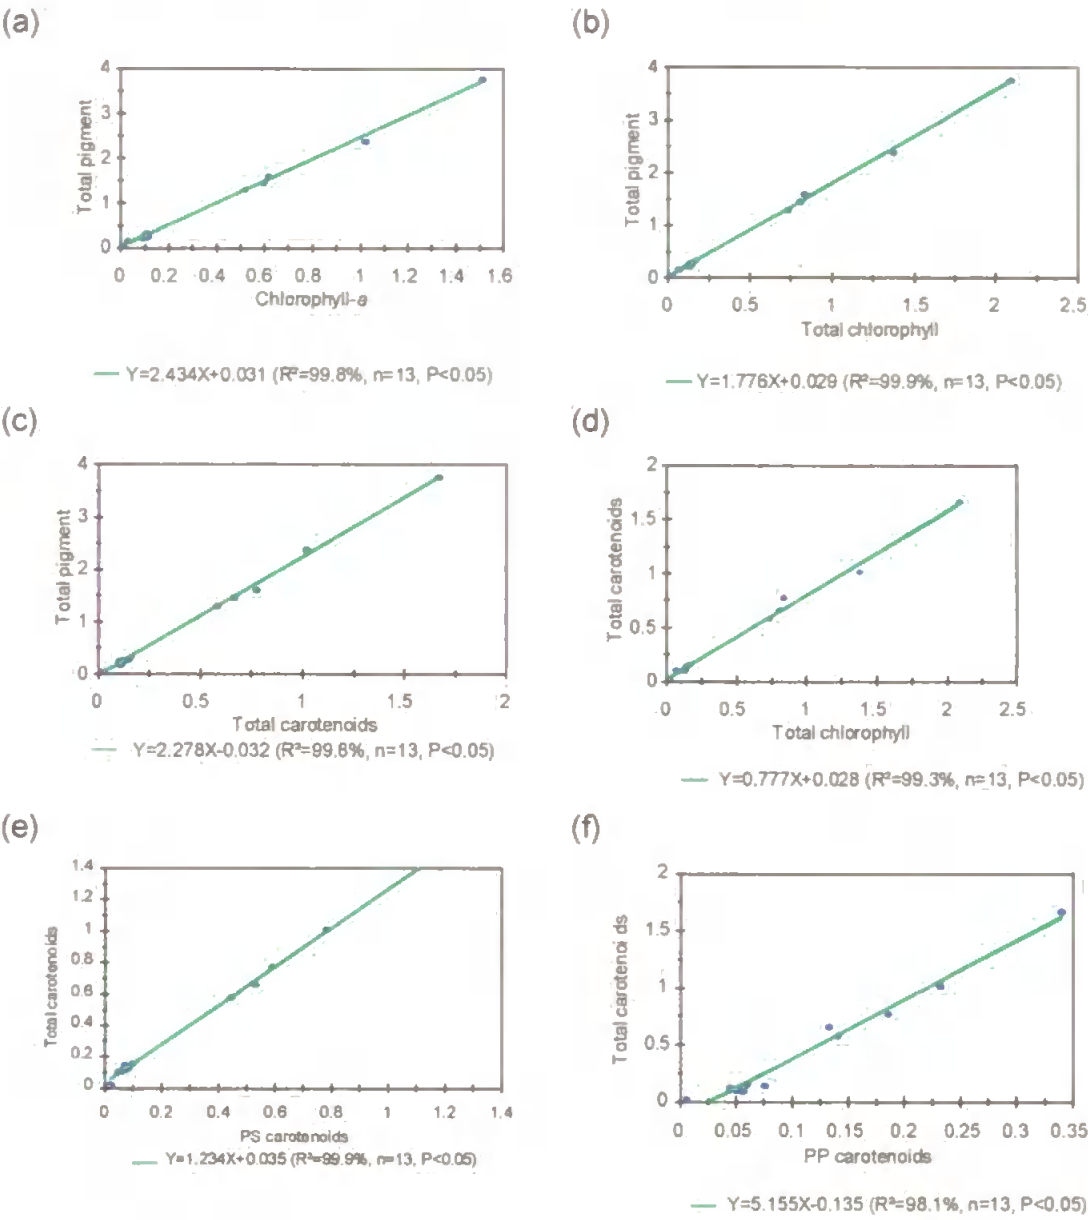 (a)
4
3
2
1
0
Total pigment
0 0.2 0.4 0.6 0.8 1 1.2 1.4 1.6
Chlorophyll-a
Y=2.434X+0.031 (R²=99.8%, n=13, P<0.05)
(b)
4
3
2
1
0
Total pigment
0 0.5 1 1.5 2 2.5
Total chlorophyll
Y=1.776X+0.029 (R²=99.9%, n=13, P<0.05)
(c)
4
3
2
1
0
Total pigment
0 0.5 1 1.5 2
Total carotenoids
Y=2.278X-0.032 (R²=99.8%, n=13, P<0.05)
(d)
2
1.5
1
0.5
0
Total carotenoids
0 0.5 1 1.5 2 2.5
Total chlorophyll
Y=0.777X+0.028 (R²=99.3%, n=13, P<0.05)
(e)
1.4
1.2
1
0.8
0.6
0.4
0.2
0
Total carotenoids
0 0.2 0.4 0.6 0.8 1 1.2 1.4
PS carotenoids
Y=1.234X+0.035 (R²=99.9%, n=13, P<0.05)
(f)
2
1.5
1
0.5
0
Total carotenoids
0 0.05 0.1 0.15 0.2 0.25 0.3 0.35
PP carotenoids
Y=5.155X-0.135 (R²=98.1%, n=13, P<0.05)